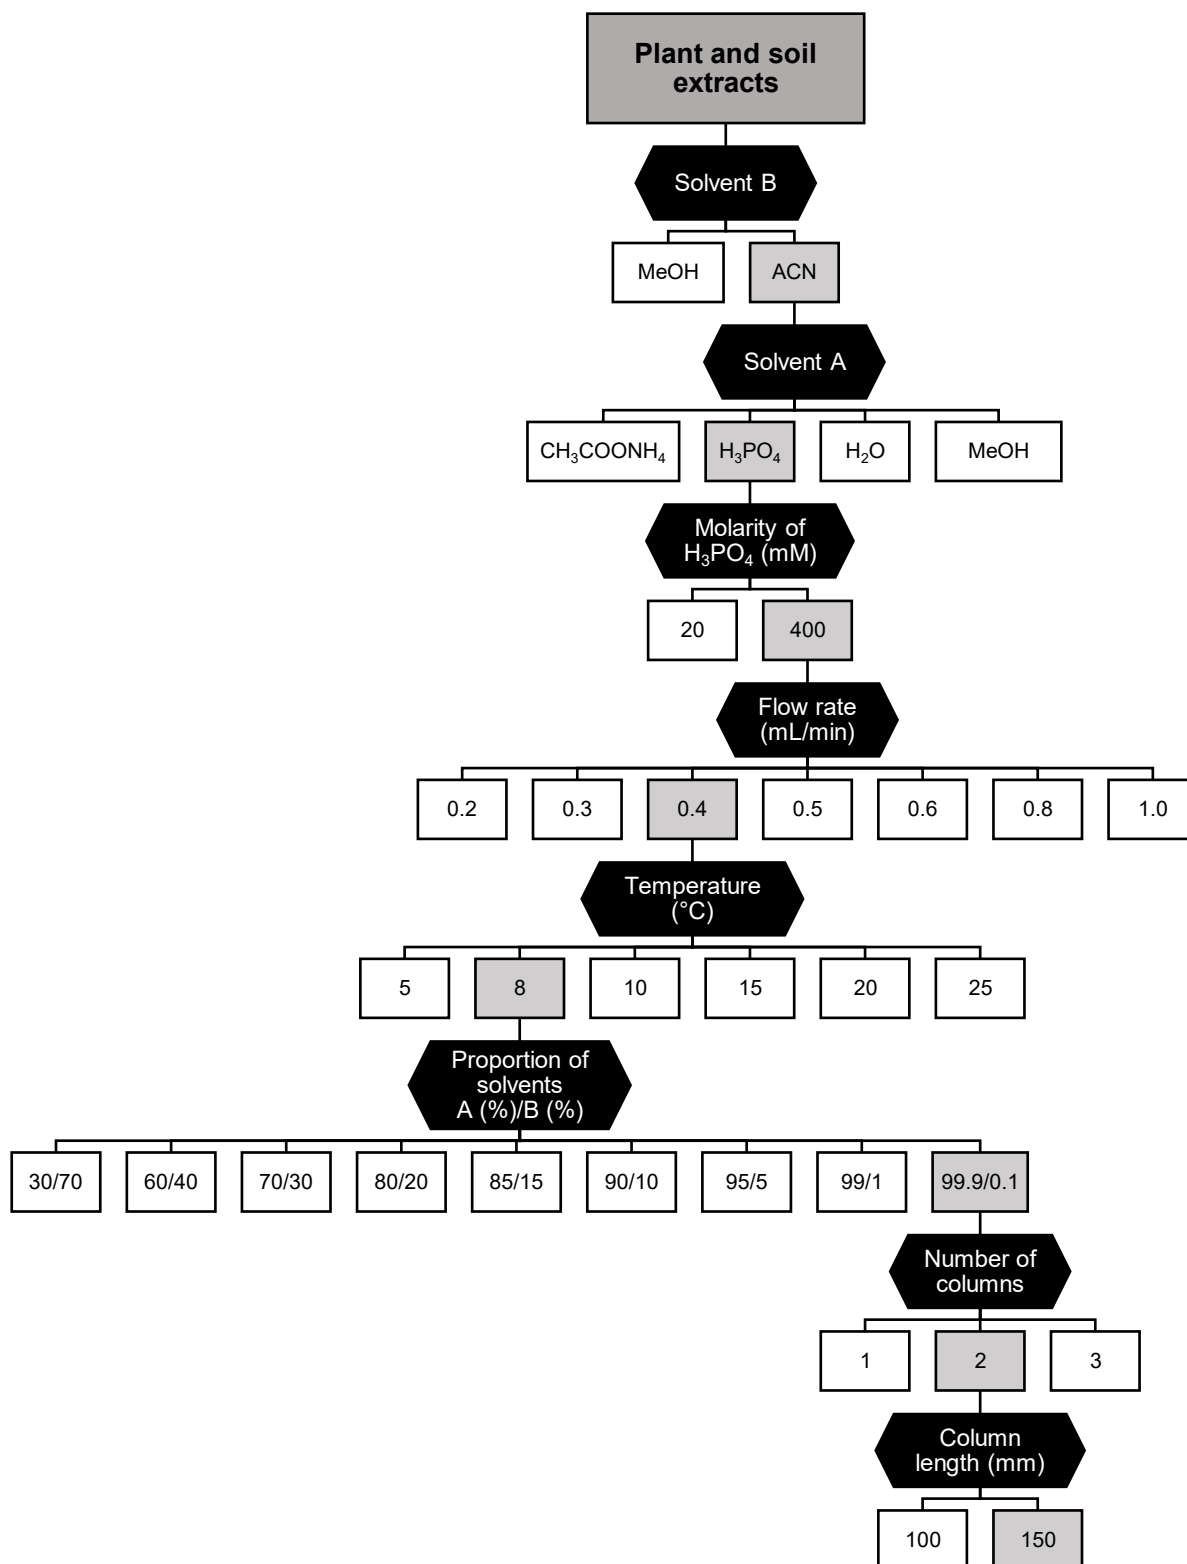 Plant and soil
extracts
Solvent B
MeOH
ACN
Solvent A
CH₃COONH₄
H₃PO₄
H₂O
MeOH
Molarity of
H₃PO₄ (mM)
20
400
Flow rate
(mL/min)
0.2
0.3
0.4
0.5
0.6
0.8
1.0
Temperature
(°C)
5
8
10
15
20
25
Proportion of
solvents
A (%)/B (%)
30/70
60/40
70/30
80/20
85/15
90/10
95/5
99/1
99.9/0.1
Number of
columns
1
2
3
Column
length (mm)
100
150